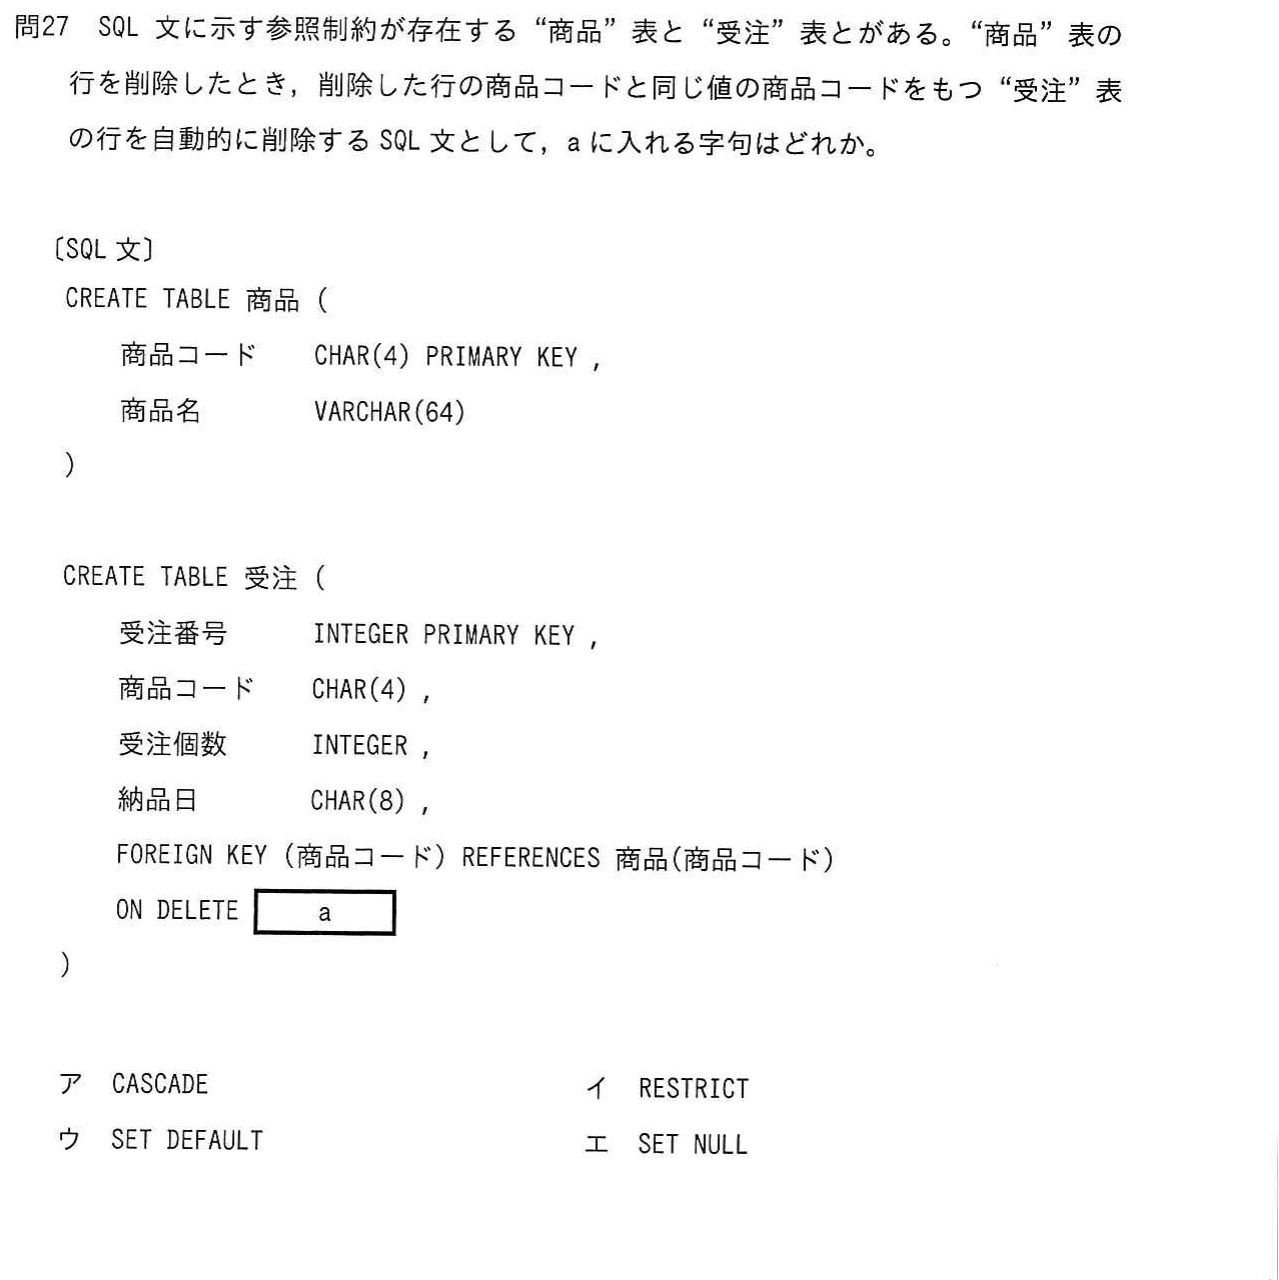 問27 SQL 文に示す参照制約が存在する“商品”表と“受注”表とがある。“商品”表の
行を削除したとき，削除した行の商品コードと同じ値の商品コードをもつ“受注”表
の行を自動的に削除する SQL 文として，a に入れる字句はどれか。
〔SQL 文〕
CREATE TABLE 商品 (
商品コード CHAR(4) PRIMARY KEY ,
商品名 VARCHAR(64)
)
CREATE TABLE 受注 (
受注番号 INTEGER PRIMARY KEY ,
商品コード CHAR(4) ,
受注個数 INTEGER ,
納品日 CHAR(8) ,
FOREIGN KEY (商品コード) REFERENCES 商品(商品コード)
ON DELETE a
)
ア CASCADE イ RESTRICT
ウ SET DEFAULT エ SET NULL